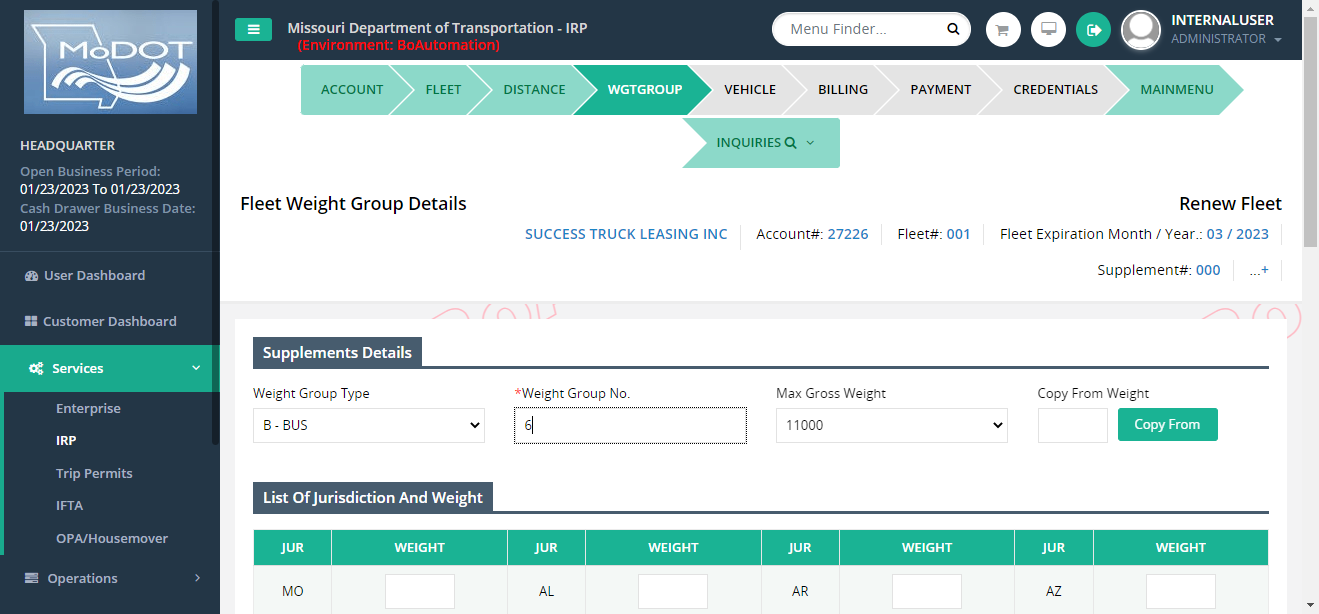 MoDOT
HEADQUARTER
Open Business Period:
01/23/2023 To 01/23/2023
Cash Drawer Business Date:
01/23/2023
User Dashboard
Customer Dashboard
Services
Enterprise
IRP
Trip Permits
IFTA
OPA/Housemover
Operations
Missouri Department of Transportation - IRP
(Environment: BoAutomation)
Menu Finder...
INTERNALUSER
ADMINISTRATOR
ACCOUNT FLEET DISTANCE WGTGROUP VEHICLE BILLING PAYMENT CREDENTIALS MAINMENU
INQUIRIES
Fleet Weight Group Details Renew Fleet
SUCCESS TRUCK LEASING INC Account#: 27226 Fleet#: 001 Fleet Expiration Month / Year.: 03 / 2023
Supplement#: 000 ...+
Supplements Details
Weight Group Type *Weight Group No. Max Gross Weight Copy From Weight
B - BUS 6 11000 Copy From
List Of Jurisdiction And Weight
JUR WEIGHT JUR WEIGHT JUR WEIGHT JUR WEIGHT
MO AL AR AZ